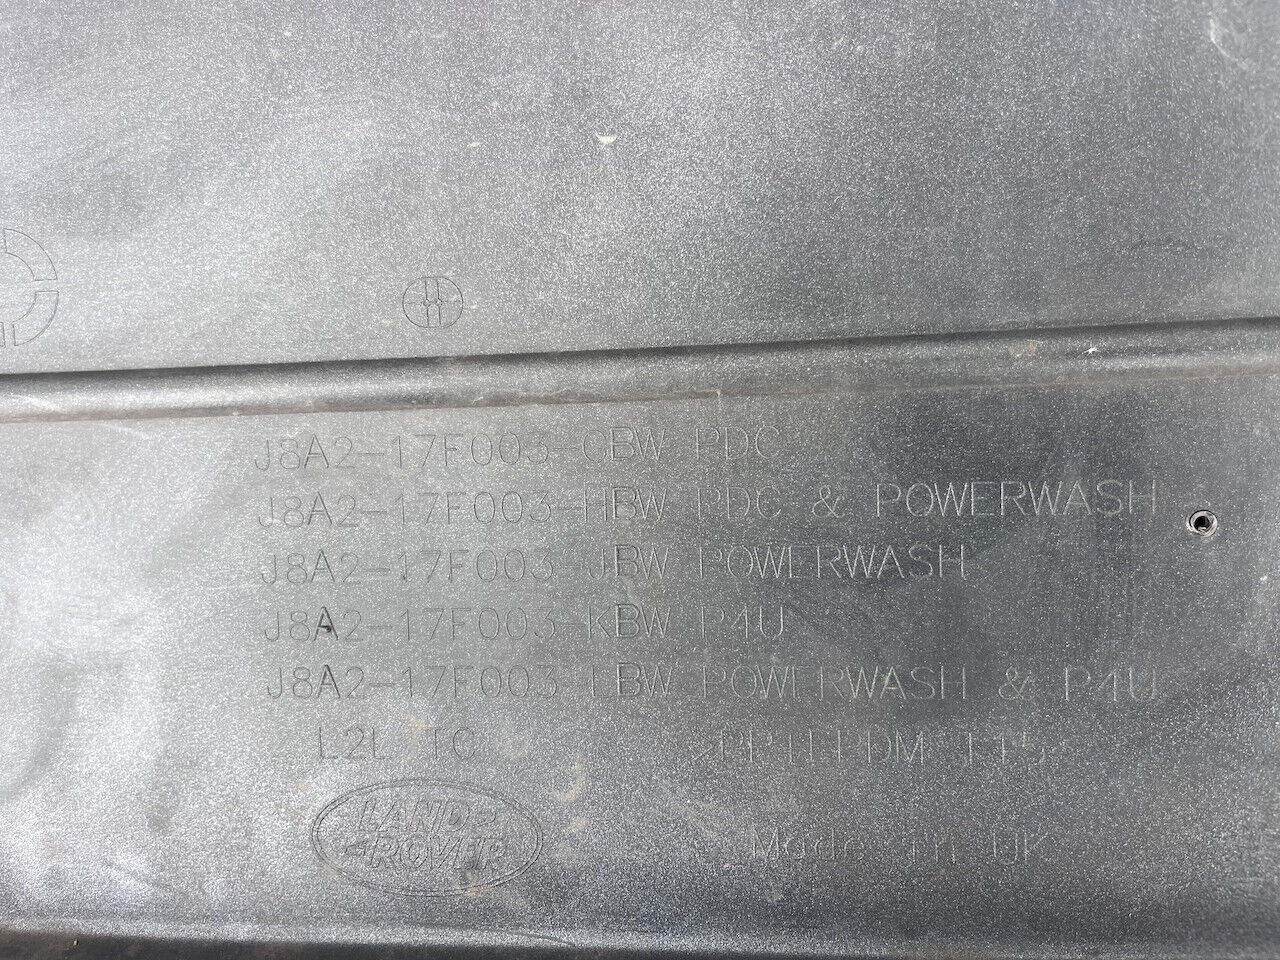 J8A2-17F003-GBW PDC
J8A2-17F003-HBW PDC & POWERWASH
J8A2-17F003-JBW POWERWASH
J8A2-17F003-KBW P4U
J8A2-17F003-LBW POWERWASH & P4U
L2L TC
LAND
ROVER
Made in UK